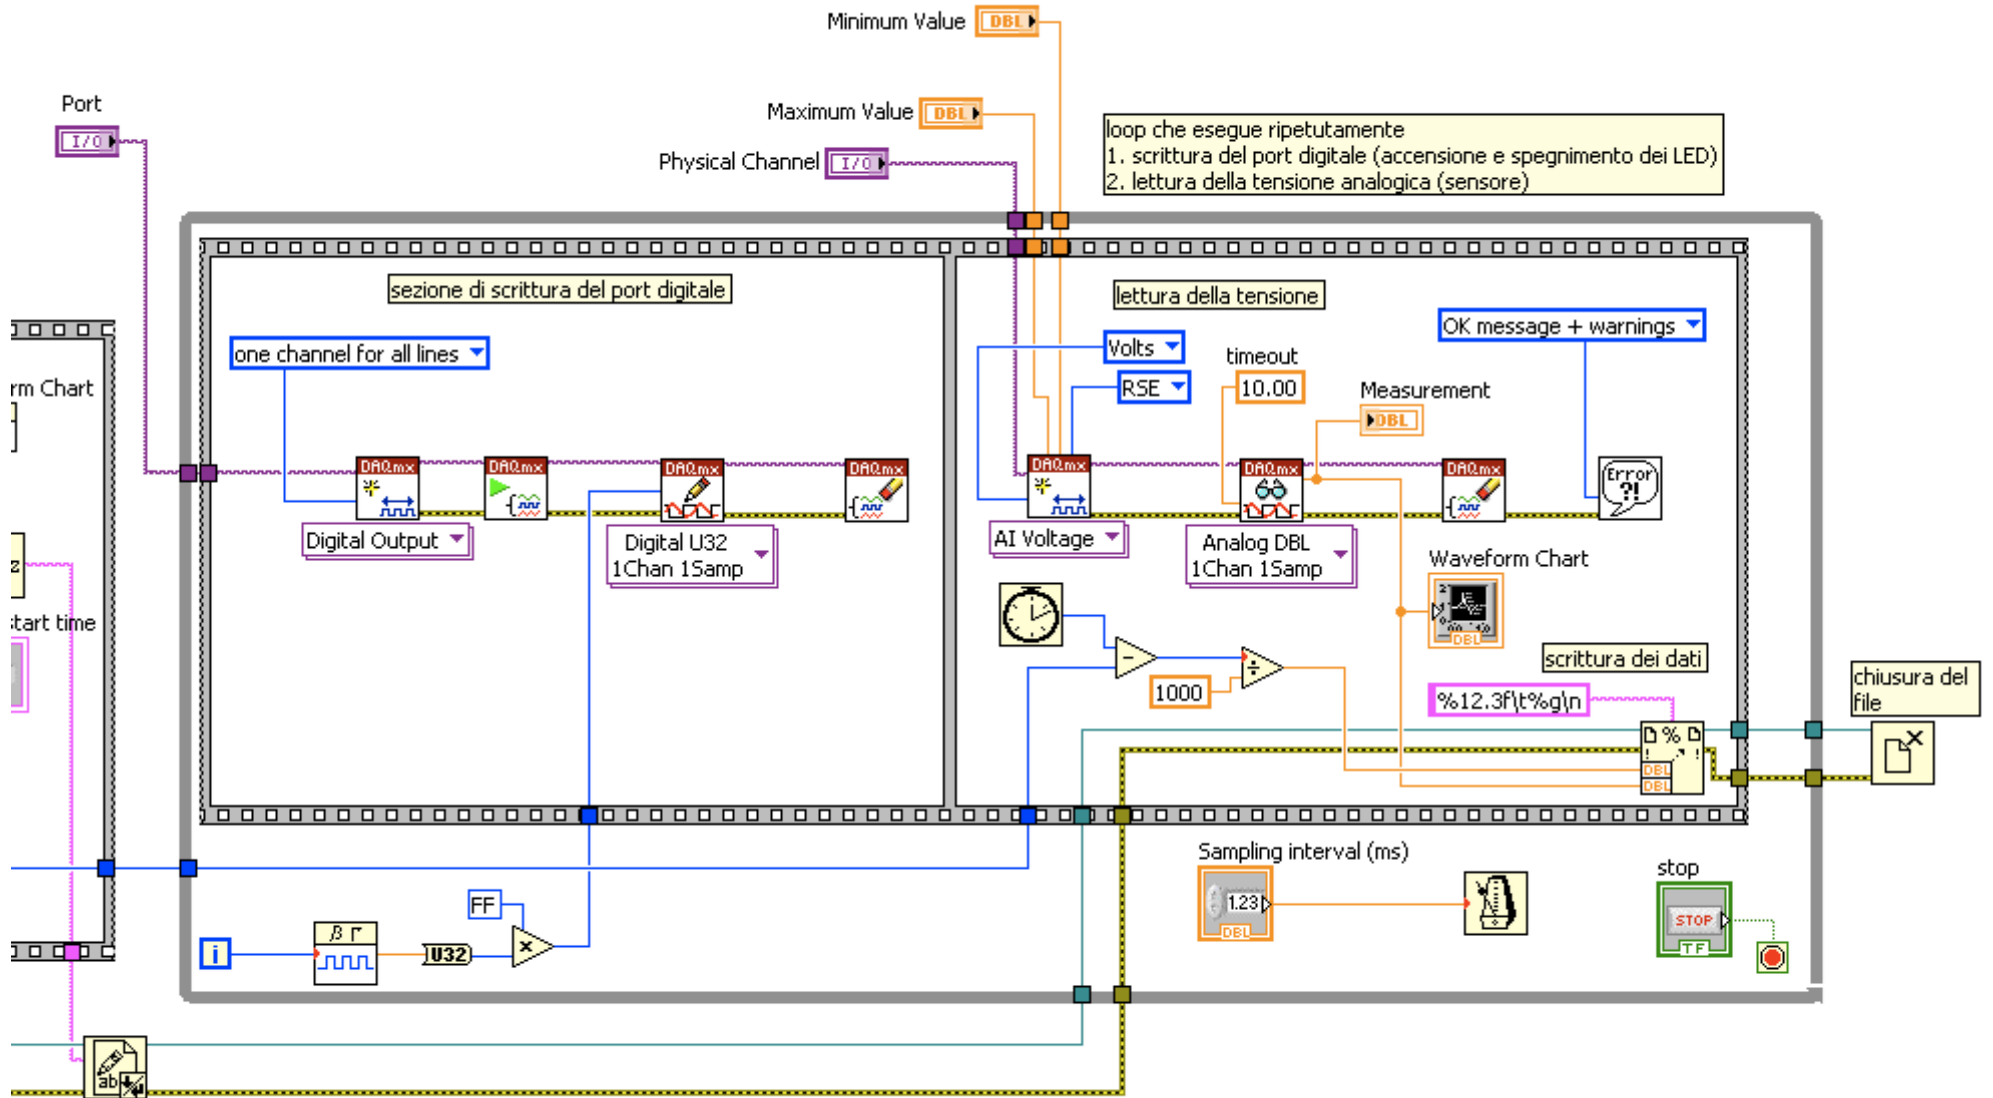 Minimum Value
DBL
Port
I/O
Maximum Value
DBL
Physical Channel
I/O
loop che esegue ripetutamente
1. scrittura del port digitale (accensione e spegnimento dei LED)
2. lettura della tensione analogica (sensore)
sezione di scrittura del port digitale
lettura della tensione
one channel for all lines
OK message + warnings
Volts
timeout
RSE
10.00
rm Chart
Measurement
DBL
DAQmx
DAQmx
DAQmx
DAQmx
DAQmx
DAQmx
DAQmx
Error
?!
Digital Output
Digital U32
1Chan 1Samp
AI Voltage
Analog DBL
1Chan 1Samp
Waveform Chart
DBL
z
start time
scrittura dei dati
1000
%12.3f\t%g\n
chiusura del
file
%
DBL
DBL
Sampling interval (ms)
1.23
DBL
stop
STOP
TF
FF
i
U32
ab